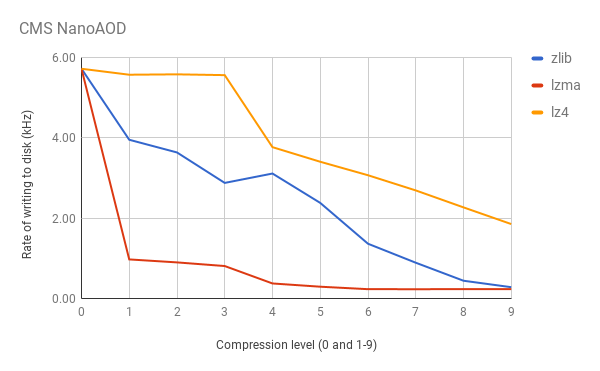 CMS NanoAOD
6.00
4.00
2.00
0.00
Rate of writing to disk (kHz)
0 1 2 3 4 5 6 7 8 9
Compression level (0 and 1-9)
zlib
lzma
lz4